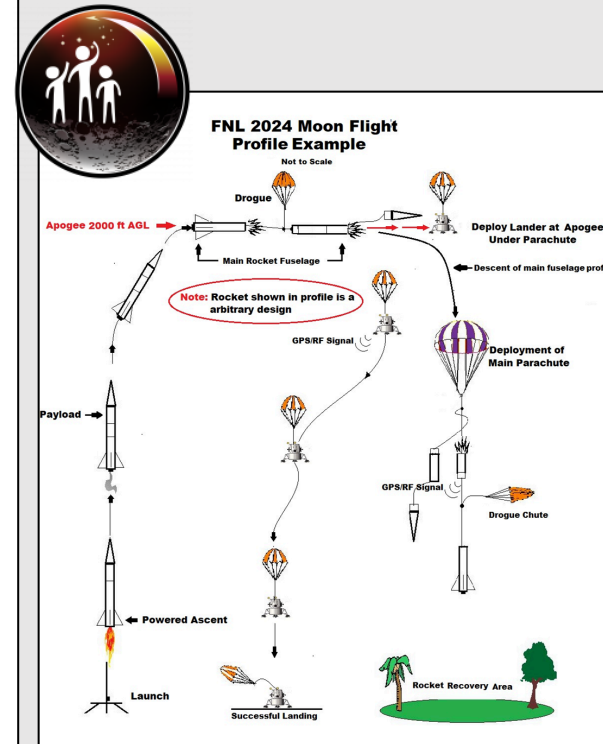 FNL 2024 Moon Flight
Profile Example
Not to Scale
Drogue
Apogee 2000 ft AGL
Deploy Lander at Apogee
Under Parachute
Main Rocket Fuselage
Descent of main fuselage prof
Note: Rocket shown in profile is a
arbitrary design
GPS/RF Signal
Deployment of
Main Parachute
Payload
GPS/RF Signal
Drogue Chute
Powered Ascent
Launch
Successful Landing
Rocket Recovery Area